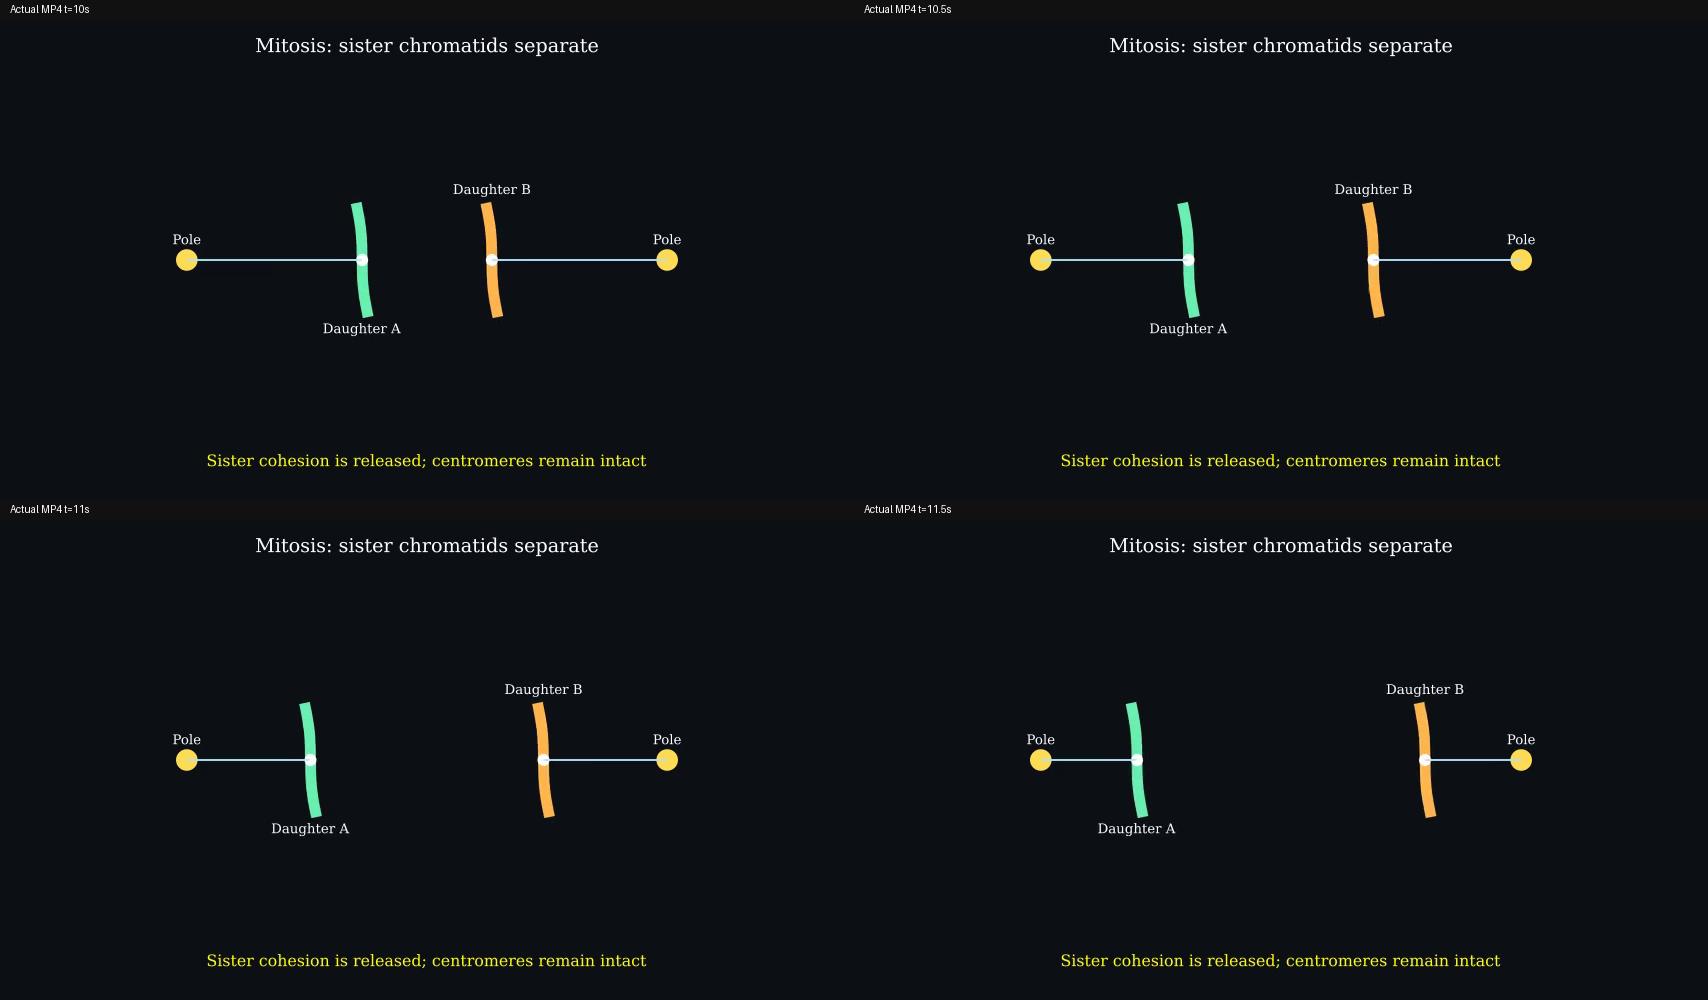 Actual MP4 t=10s
Mitosis: sister chromatids separate
Daughter B
Pole
Pole
Daughter A
Sister cohesion is released; centromeres remain intact
Actual MP4 t=10.5s
Mitosis: sister chromatids separate
Daughter B
Pole
Pole
Daughter A
Sister cohesion is released; centromeres remain intact
Actual MP4 t=11s
Mitosis: sister chromatids separate
Daughter B
Pole
Pole
Daughter A
Sister cohesion is released; centromeres remain intact
Actual MP4 t=11.5s
Mitosis: sister chromatids separate
Daughter B
Pole
Pole
Daughter A
Sister cohesion is released; centromeres remain intact